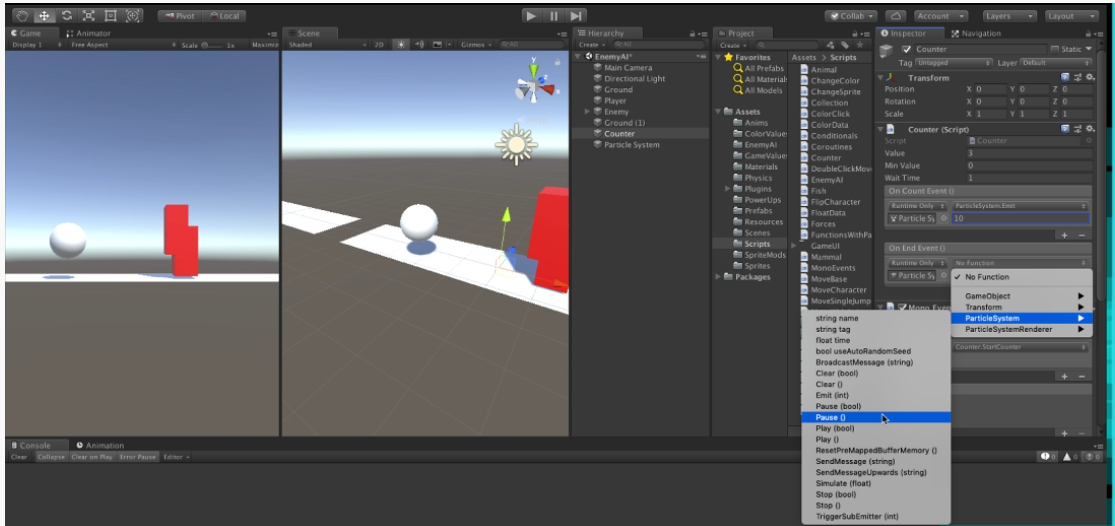 Pivot Local
Collab Account Layers Layout
Game Animator
Display 1 Free Aspect Scale 1x Maximiz
Scene
Shaded 2D Gizmos All
Hierarchy
Create All
EnemyAI*
Main Camera
Directional Light
Ground
Player
Enemy
Ground (1)
Counter
Particle System
Project
Create
Favorites
All Prefabs
All Material
All Models
Assets
Anims
ColorValue
EnemyAI
GameValue
Materials
Physics
Plugins
PowerUps
Prefabs
Resources
Scenes
Scripts
SpriteMods
Sprites
Packages
Assets > Scripts
Animal
ChangeColor
ChangeSprite
Collection
ColorClick
ColorData
Conditionals
Coroutines
Counter
DoubleClickMov
EnemyAI
Fish
FlipCharacter
FloatData
Forces
FunctionsWithPa
GameUI
Mammal
MonoEvents
MoveBase
MoveCharacter
MoveSingleJump
Inspector Navigation
Counter Static
Tag Untagged Layer Default
Transform
Position X 0 Y 0 Z 0
Rotation X 0 Y 0 Z 0
Scale X 1 Y 1 Z 1
Counter (Script)
Script Counter
Value 3
Min Value 0
Wait Time 1
On Count Event ()
Runtime Only ParticleSystem.Emit
Particle Sy 10
+ −
On End Event ()
Runtime Only No Function
Particle Sy
✓ No Function
GameObject
Transform
ParticleSystem
ParticleSystemRenderer
Mono Even
Counter.StartCounter
+ −
+ −
string name
string tag
float time
bool useAutoRandomSeed
BroadcastMessage (string)
Clear (bool)
Clear ()
Emit (int)
Pause (bool)
Pause ()
Play (bool)
Play ()
ResetPreMappedBufferMemory ()
SendMessage (string)
SendMessageUpwards (string)
Simulate (float)
Stop (bool)
Stop ()
TriggerSubEmitter (int)
Console Animation
Clear Collapse Clear on Play Error Pause Editor
0 0 0